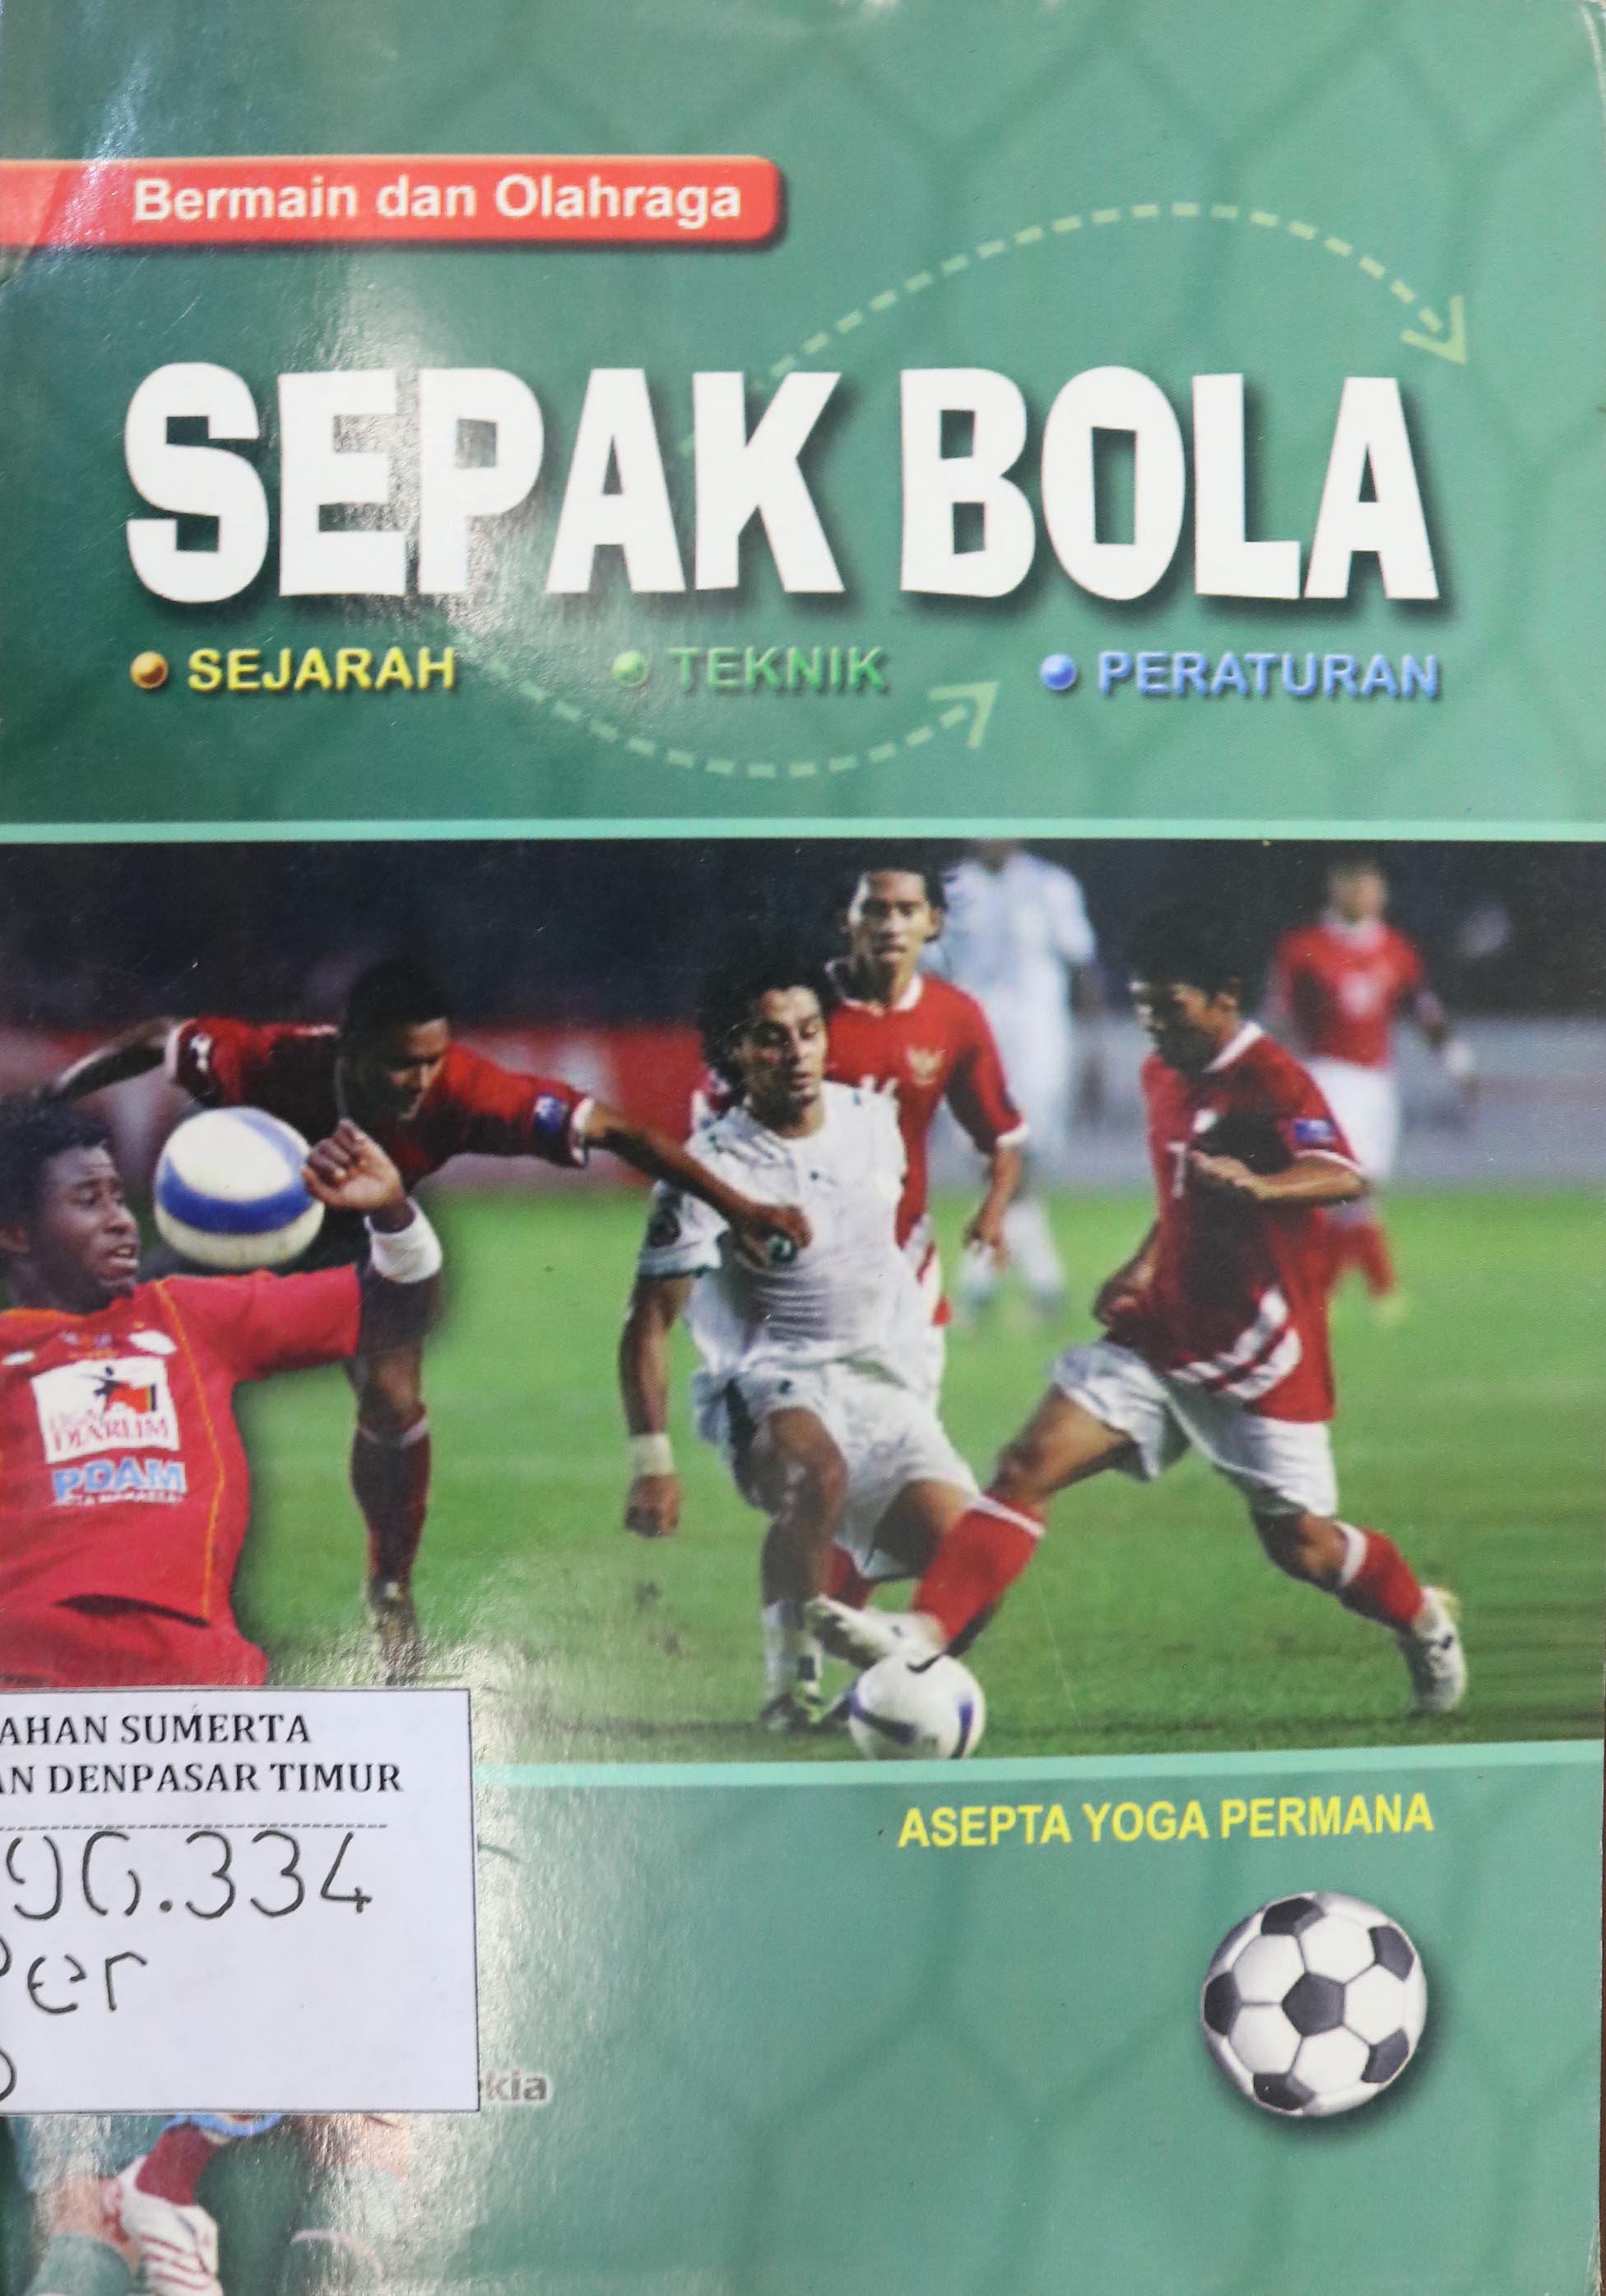 Bermain dan Olahraga
SEPAK BOLA
SEJARAH TEKNIK PERATURAN
PDAM
ASEPTA YOGA PERMANA
AHAN SUMERTA
AN DENPASAR TIMUR
96.334
Per
kia